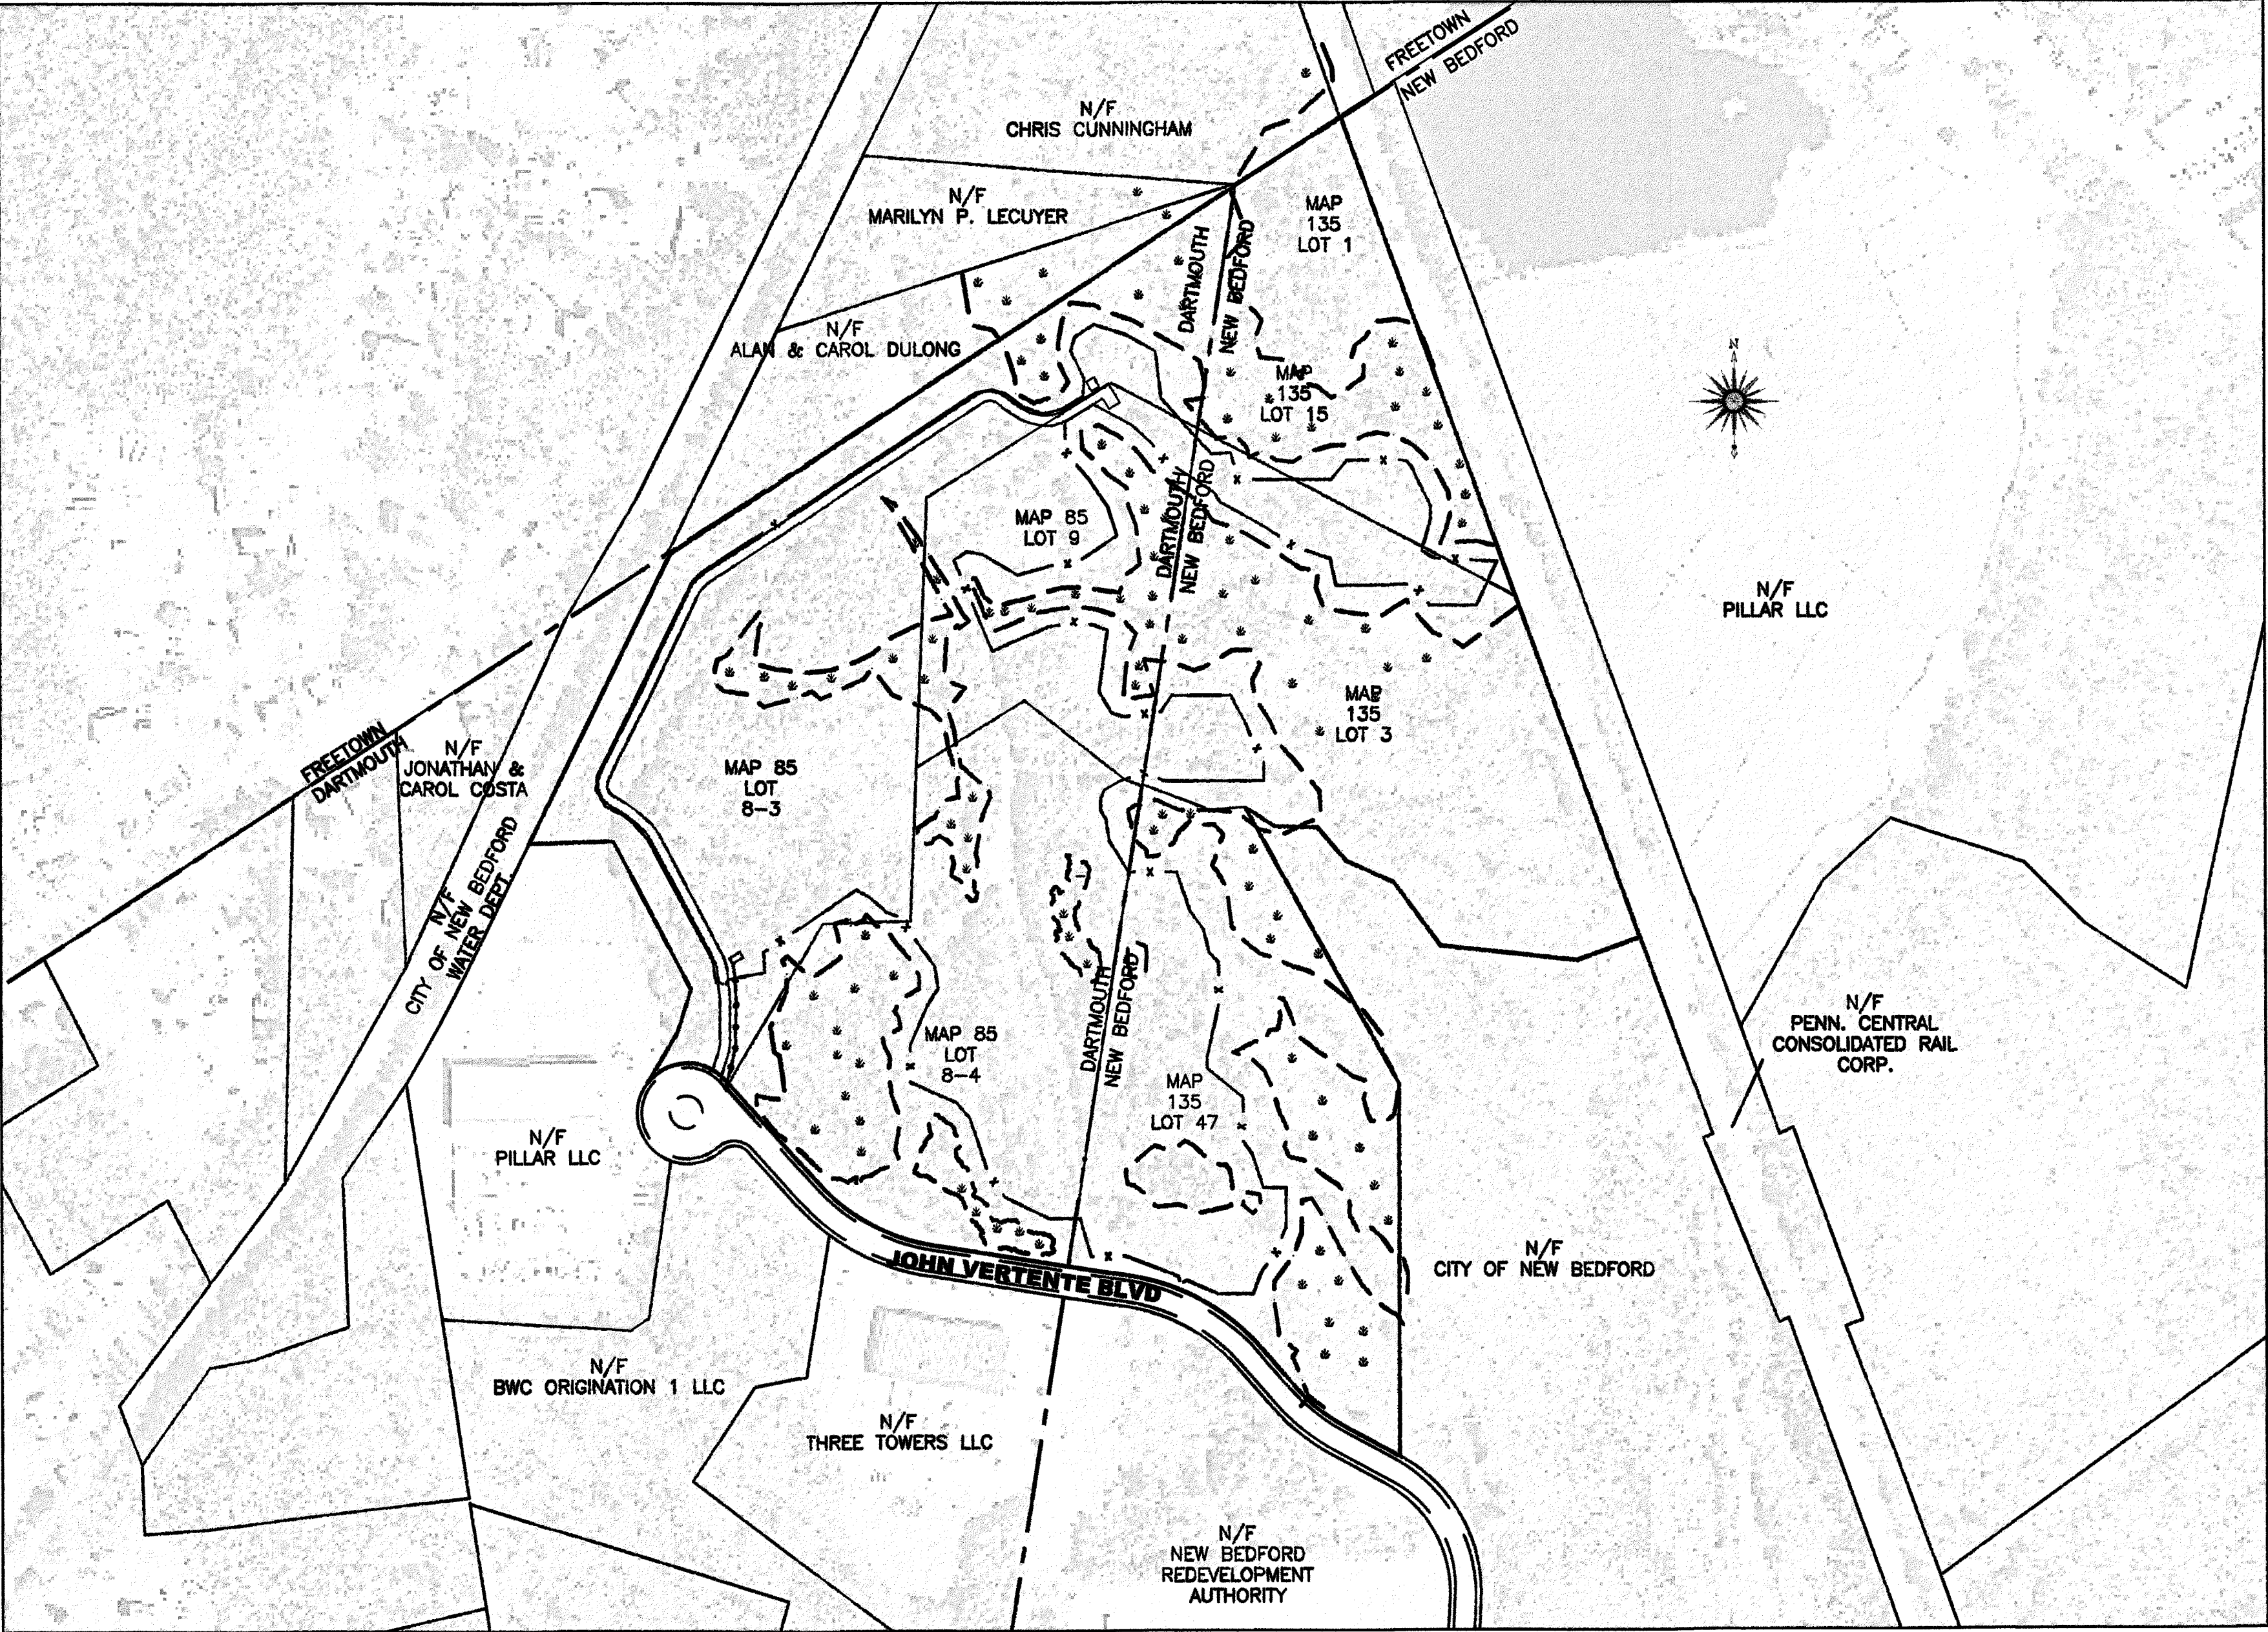 FREETOWN
NEW BEDFORD
N/F
CHRIS CUNNINGHAM
N/F
MARILYN P. LECUYER
MAP
135
LOT 1
DARTMOUTH
NEW BEDFORD
N/F
ALAN & CAROL DULONG
N
MAP
135
LOT 15
MAP 85
LOT 9
DARTMOUTH
NEW BEDFORD
N/F
PILLAR LLC
MAP
135
LOT 3
FREETOWN
DARTMOUTH
N/F
JONATHAN &
CAROL COSTA
MAP 85
LOT
8-3
N/F
CITY OF NEW BEDFORD
WATER DEPT.
DARTMOUTH
NEW BEDFORD
MAP 85
LOT
8-4
N/F
PENN. CENTRAL
CONSOLIDATED RAIL
CORP.
MAP
135
LOT 47
N/F
PILLAR LLC
JOHN VERTENTE BLVD
N/F
CITY OF NEW BEDFORD
N/F
BWC ORIGINATION 1 LLC
N/F
THREE TOWERS LLC
N/F
NEW BEDFORD
REDEVELOPMENT
AUTHORITY